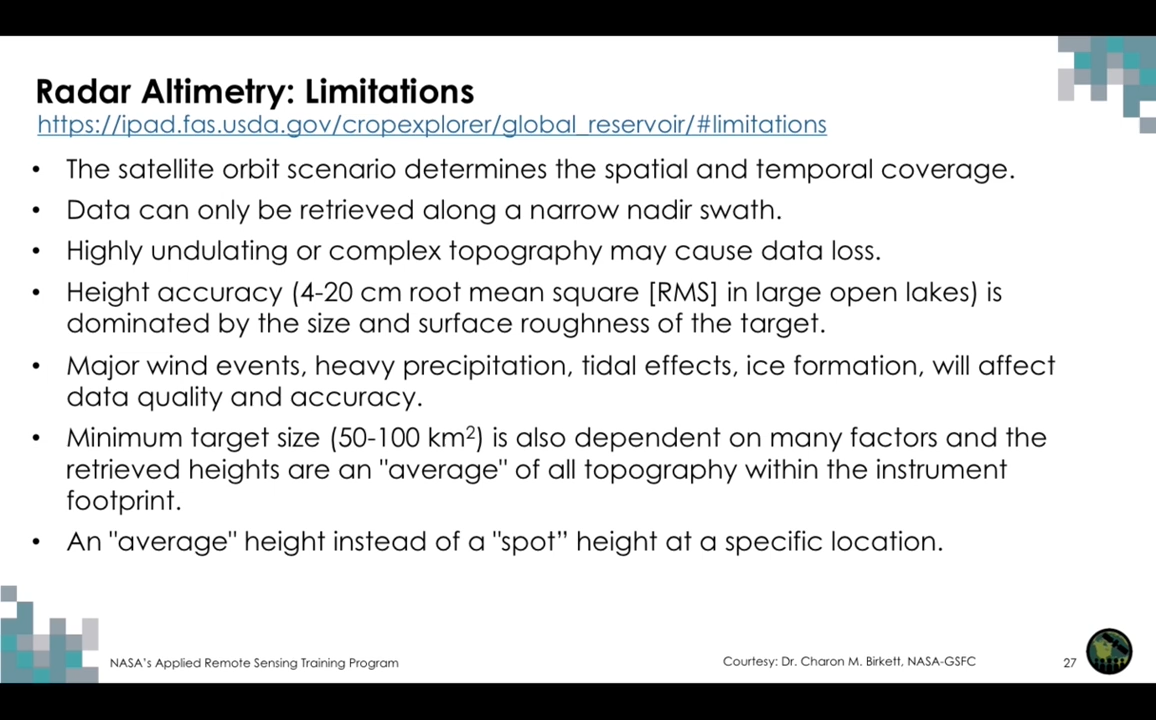 Radar Altimetry: Limitations
https://ipad.fas.usda.gov/cropexplorer/global_reservoir/#limitations
• The satellite orbit scenario determines the spatial and temporal coverage.
• Data can only be retrieved along a narrow nadir swath.
• Highly undulating or complex topography may cause data loss.
• Height accuracy (4-20 cm root mean square [RMS] in large open lakes) is
dominated by the size and surface roughness of the target.
• Major wind events, heavy precipitation, tidal effects, ice formation, will affect
data quality and accuracy.
• Minimum target size (50-100 km²) is also dependent on many factors and the
retrieved heights are an "average" of all topography within the instrument
footprint.
• An "average" height instead of a "spot” height at a specific location.
NASA's Applied Remote Sensing Training Program
Courtesy: Dr. Charon M. Birkett, NASA-GSFC
27